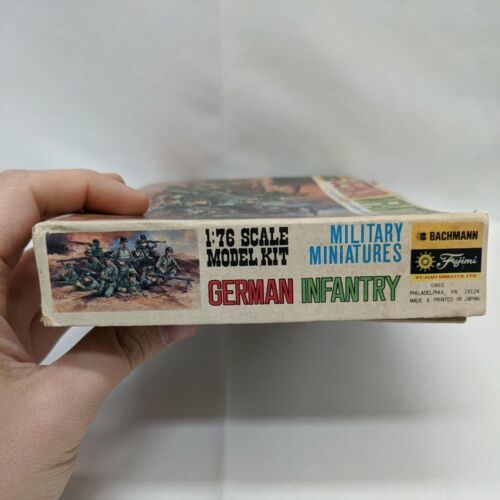 1:76 SCALE
MODEL KIT
MILITARY
MINIATURES
GERMAN INFANTRY
BACHMANN
Fujimi
0860
PHILADELPHIA, PA. 19124
MADE & PRINTED IN JAPAN